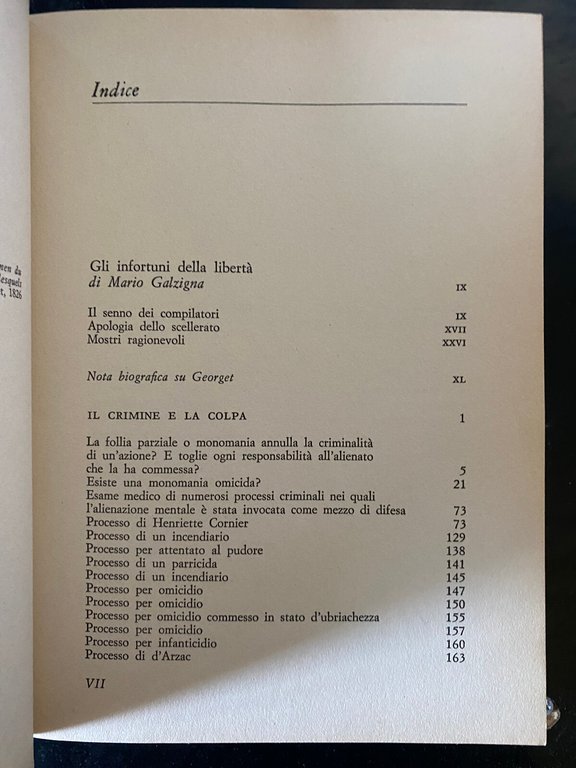 men du
lesquels
et, 1826
Indice
Gli infortuni della libertà
di Mario Galzigna IX
Il senno dei compilatori IX
Apologia dello scellerato XVII
Mostri ragionevoli XXVI
Nota biografica su Georget XL
IL CRIMINE E LA COLPA 1
La follia parziale o monomania annulla la criminalità
di un'azione? E toglie ogni responsabilità all'alienato
che la ha commessa? 5
Esiste una monomania omicida? 21
Esame medico di numerosi processi criminali nei quali
l'alienazione mentale è stata invocata come mezzo di difesa 73
Processo di Henriette Cornier 73
Processo di un incendiario 129
Processo per attentato al pudore 138
Processo di un parricida 141
Processo di un incendiario 145
Processo per omicidio 147
Processo per omicidio 150
Processo per omicidio commesso in stato d'ubriachezza 155
Processo per omicidio 157
Processo per infanticidio 160
Processo di d'Arzac 163
VII